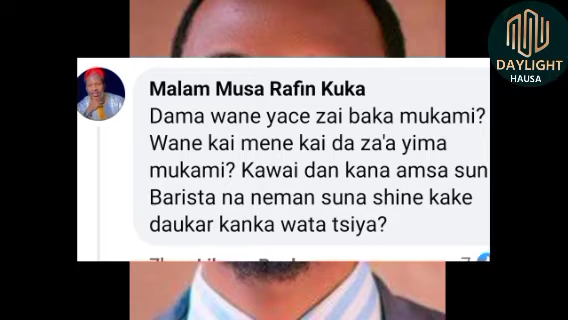 DAYLIGHT
HAUSA
Malam Musa Rafin Kuka
Dama wane yace zai baka mukami?
Wane kai mene kai da za'a yima
mukami? Kawai dan kana amsa sun
Barista na neman suna shine kake
daukar kanka wata tsiya?